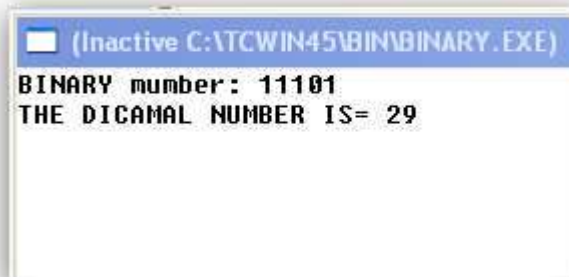 (Inactive C:\TCWIN45\BIN\BINARY.EXE)
BINARY mumber: 11101
THE DICAMAL NUMBER IS= 29